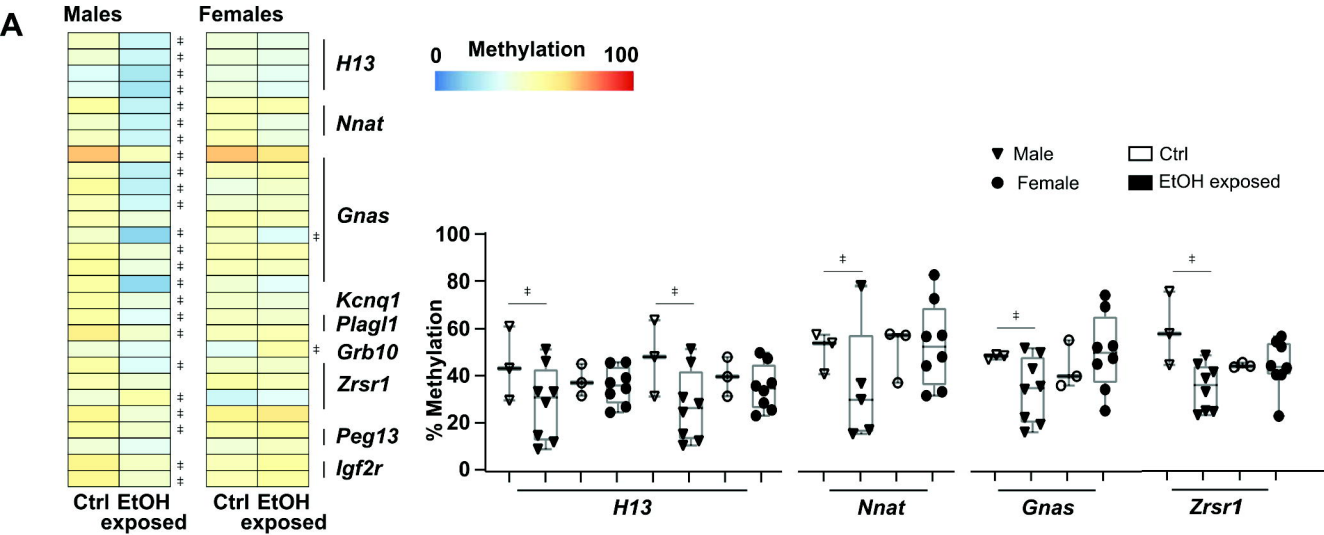 A
Males Females
‡
‡
‡
‡
H13
‡
‡
‡
Nnat
‡
‡
‡
‡
Gnas
‡
‡
‡
‡
‡
‡
Kcnq1
‡
Plagl1
‡
Grb10
‡
‡
Zrsr1
‡
‡
‡
Peg13
Igf2r
‡
‡
Ctrl EtOH exposed
Ctrl EtOH exposed
0 Methylation 100
Male
Female
Ctrl
EtOH exposed
% Methylation
100
80
60
40
20
0
‡
‡
‡
‡
‡
H13
Nnat
Gnas
Zrsr1